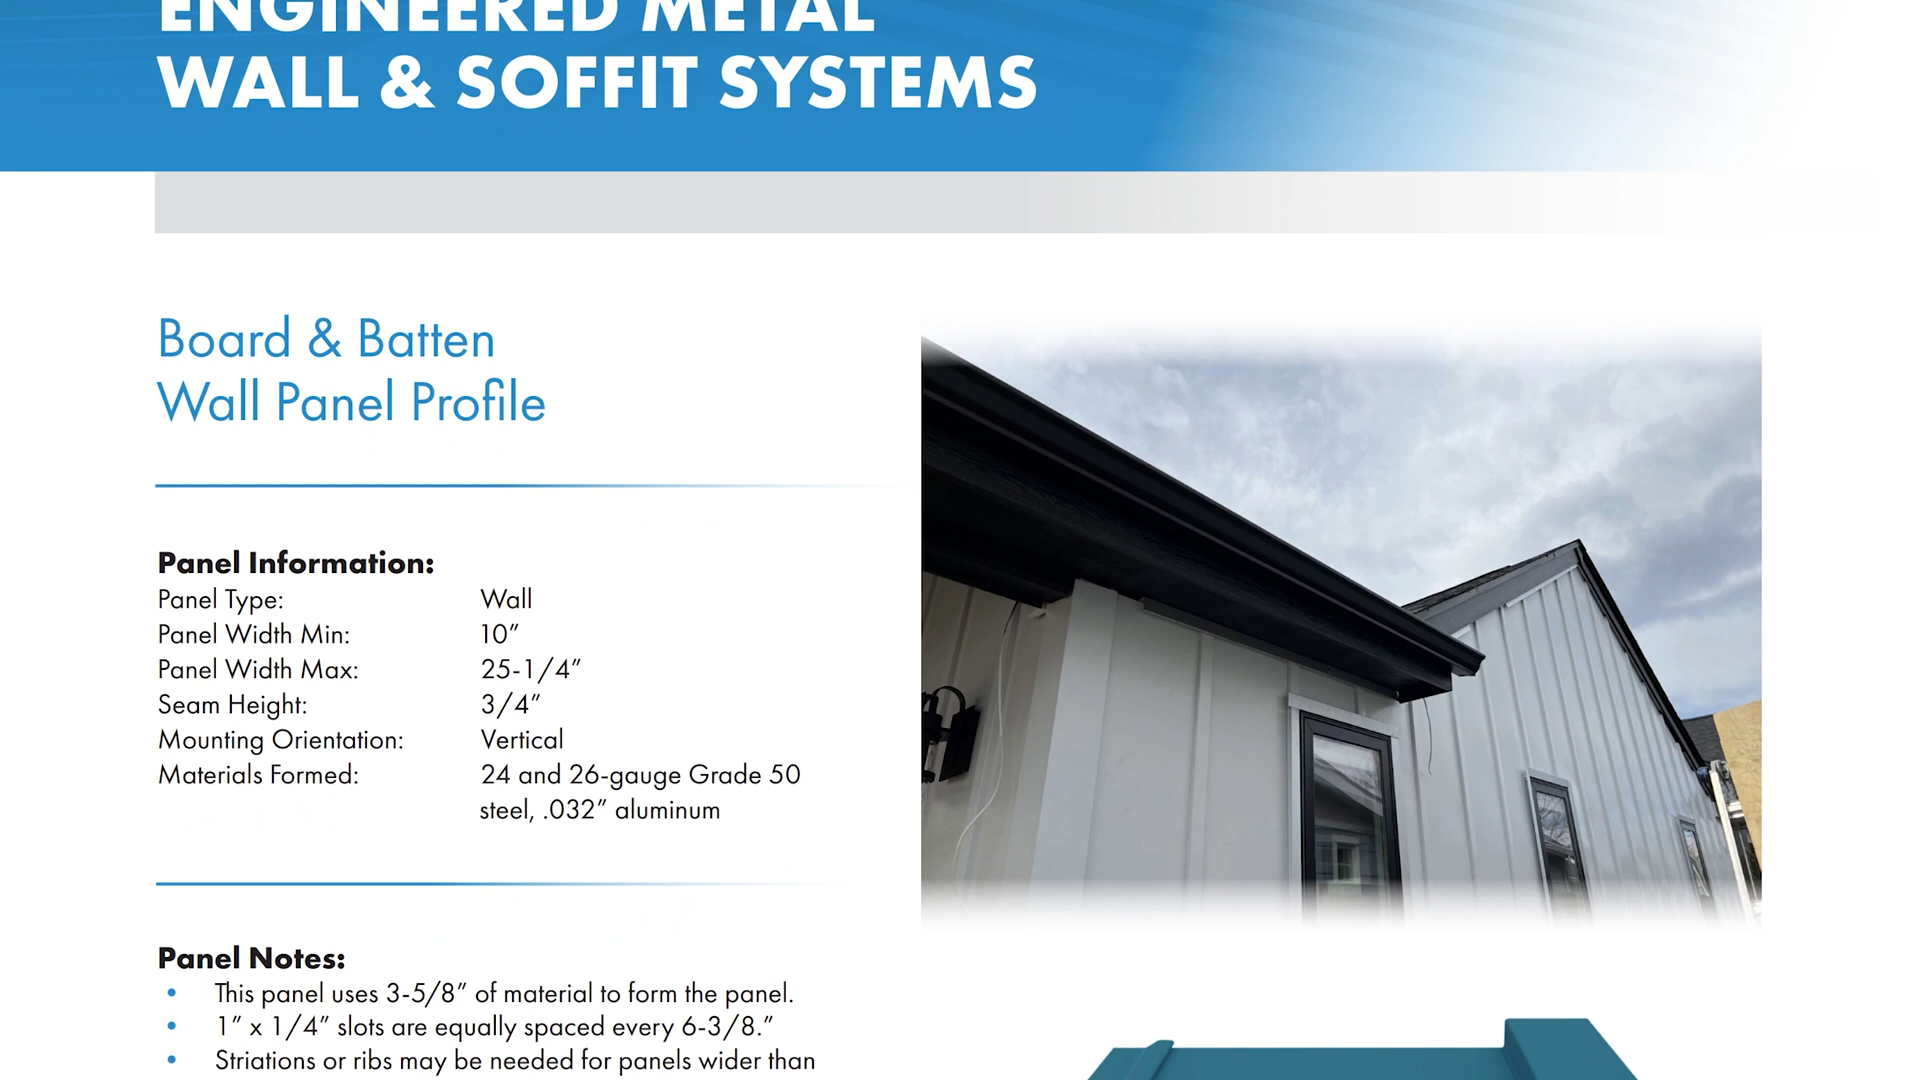 ENGINEERED METAL
WALL & SOFFIT SYSTEMS
Board & Batten
Wall Panel Profile
Panel Information:
Panel Type: Wall
Panel Width Min: 10”
Panel Width Max: 25-1/4”
Seam Height: 3/4”
Mounting Orientation: Vertical
Materials Formed: 24 and 26-gauge Grade 50
steel, .032” aluminum
Panel Notes:
• This panel uses 3-5/8” of material to form the panel.
• 1” x 1/4” slots are equally spaced every 6-3/8.”
• Striations or ribs may be needed for panels wider than